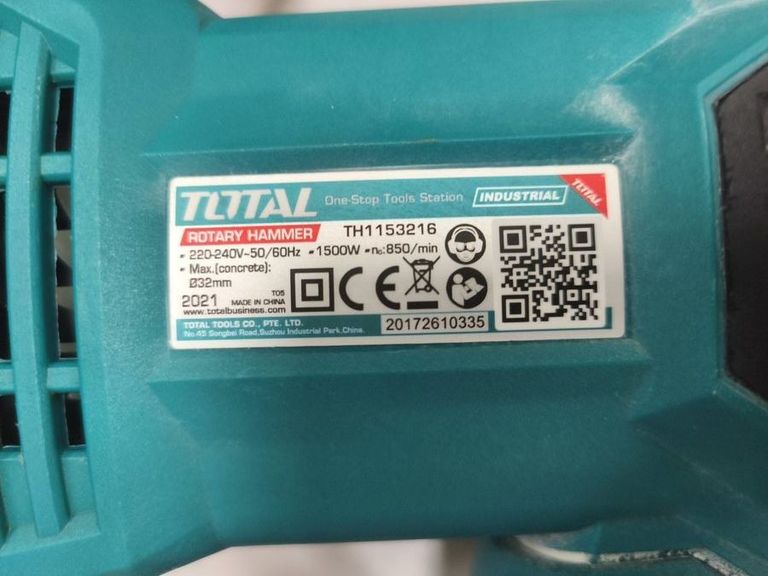 TOTAL One-Stop Tools Station INDUSTRIAL TOTAL
ROTARY HAMMER TH1153216
• 220-240V~50/60Hz • 1500W • n₀:850/min
• Max.(concrete):
Ø32mm
2021 T05 MADE IN CHINA
www.totalbusiness.com
TOTAL TOOLS CO., PTE. LTD.
No.45 Songbei Road,Suzhou Industrial Park,China.
CE
20172610335